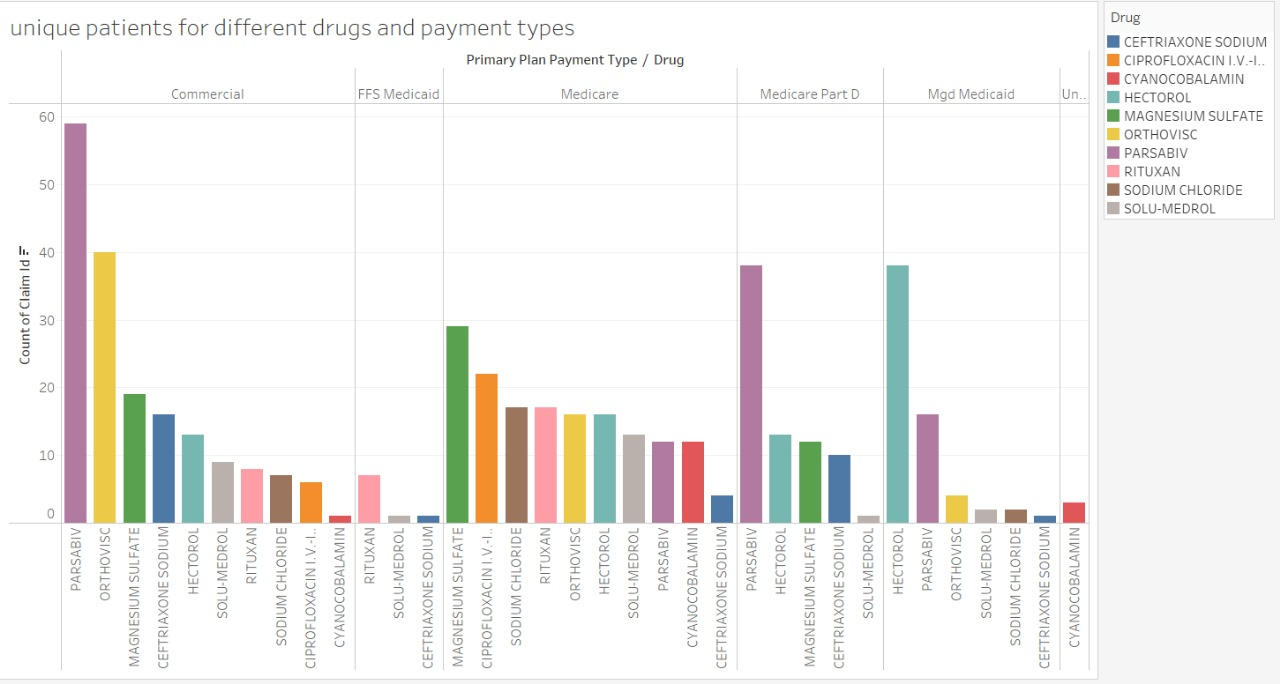 unique patients for different drugs and payment types
Primary Plan Payment Type / Drug
Commercial
FFS Medicaid
Medicare
Medicare Part D
Mgd Medicaid
Un..
Count of Claim Id
60
50
40
30
20
10
0
PARSABIV
ORTHOVISC
MAGNESIUM SULFATE
CEFTRIAXONE SODIUM
HECTOROL
SOLU-MEDROL
RITUXAN
SODIUM CHLORIDE
CIPROFLOXACIN I.V.-I..
CYANOCOBALAMIN
RITUXAN
SOLU-MEDROL
CEFTRIAXONE SODIUM
MAGNESIUM SULFATE
CIPROFLOXACIN I.V.-I..
SODIUM CHLORIDE
RITUXAN
ORTHOVISC
HECTOROL
SOLU-MEDROL
PARSABIV
CYANOCOBALAMIN
CEFTRIAXONE SODIUM
PARSABIV
HECTOROL
MAGNESIUM SULFATE
CEFTRIAXONE SODIUM
SOLU-MEDROL
HECTOROL
PARSABIV
ORTHOVISC
SOLU-MEDROL
SODIUM CHLORIDE
CEFTRIAXONE SODIUM
CYANOCOBALAMIN
Drug
CEFTRIAXONE SODIUM
CIPROFLOXACIN I.V.-I..
CYANOCOBALAMIN
HECTOROL
MAGNESIUM SULFATE
ORTHOVISC
PARSABIV
RITUXAN
SODIUM CHLORIDE
SOLU-MEDROL